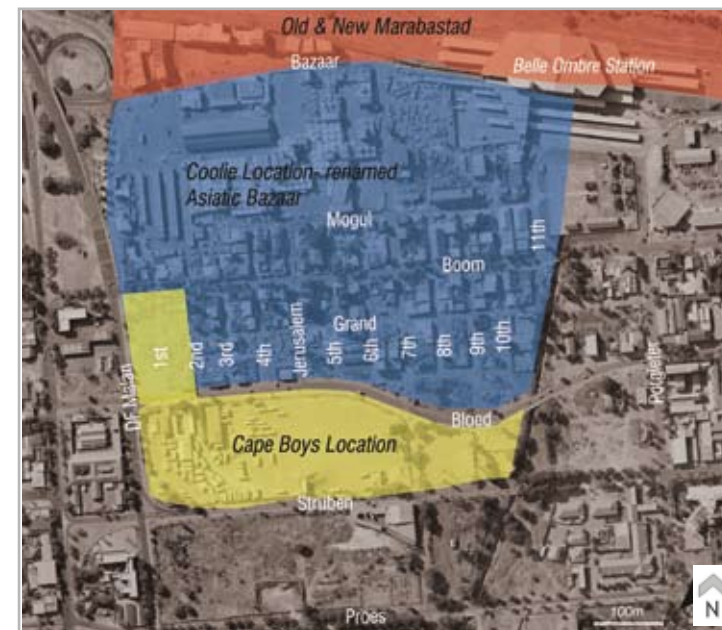 Old & New Marabastad
Bazaar
Belle Ombre Station
Coolie Location- renamed
Asiatic Bazaar
Mogul
11th
Boom
Grand
1st
2nd
3rd
4th
Jerusalem
5th
6th
7th
8th
9th
10th
DF Malan
Potgieter
Bloed
Cape Boys Location
Struben
Proes
100m
N